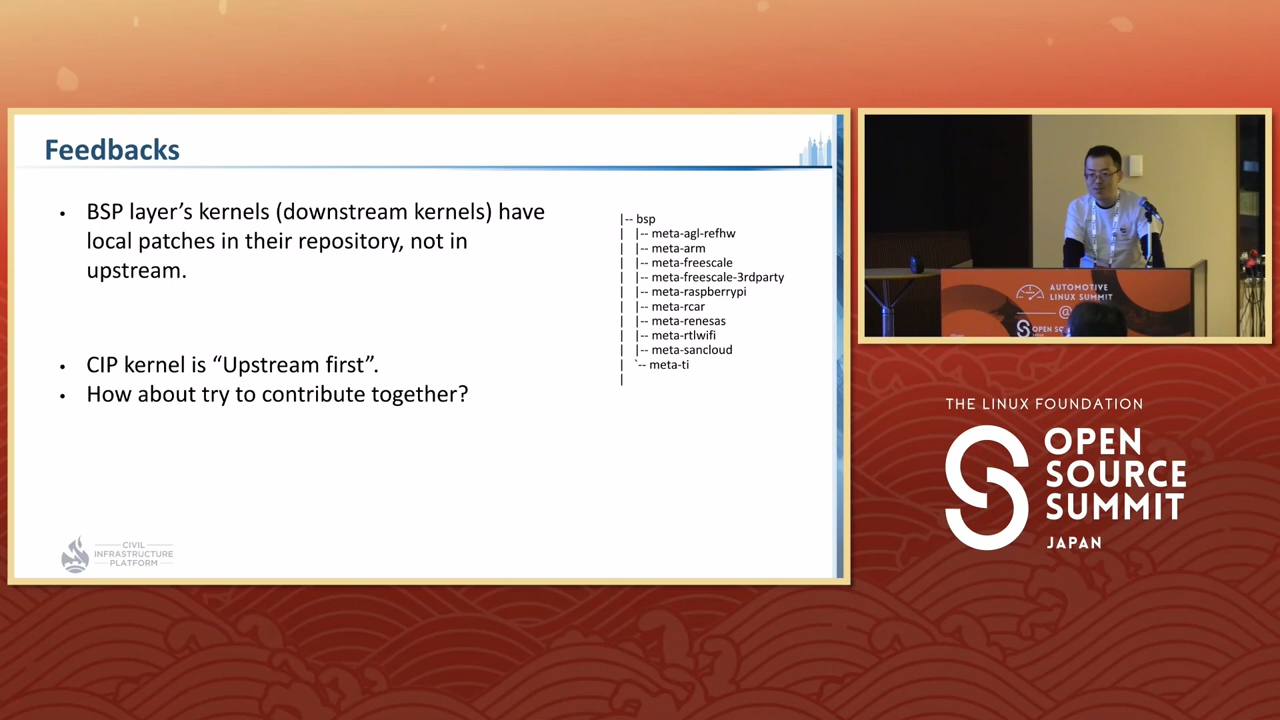 Feedbacks
• BSP layer’s kernels (downstream kernels) have
local patches in their repository, not in
upstream.
• CIP kernel is “Upstream first”.
• How about try to contribute together?
|-- bsp
| |-- meta-agl-refhw
| |-- meta-arm
| |-- meta-freescale
| |-- meta-freescale-3rdparty
| |-- meta-raspberrypi
| |-- meta-rcar
| |-- meta-renesas
| |-- meta-rtlwifi
| |-- meta-sancloud
| `-- meta-ti
|
CIVIL
INFRASTRUCTURE
PLATFORM
AUTOMOTIVE
LINUX SUMMIT
@
OPEN
THE LINUX FOUNDATION
OPEN
SOURCE
SUMMIT
JAPAN